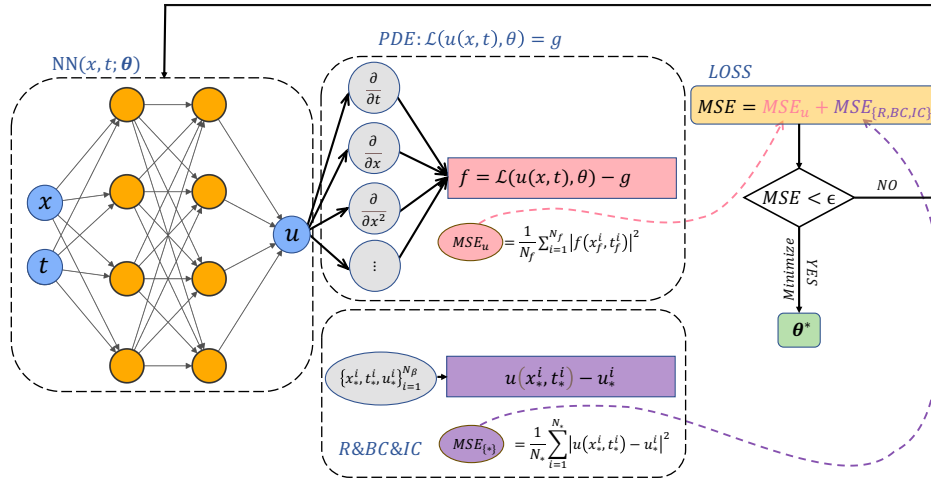 NN(x, t; θ)
x
t
u
PDE: ℒ(u(x, t), θ) = g
∂/∂t
∂/∂x
∂/∂x²
⋮
f = ℒ(u(x, t), θ) − g
MSE_u = 1/N_f ∑_{i=1}^{N_f} |f(x_f^i, t_f^i)|²
{x_*^i, t_*^i, u_*^i}_{i=1}^{N_β}
u(x_*^i, t_*^i) − u_*^i
R&BC&IC
MSE_{*} = 1/N_* ∑_{i=1}^{N_*} |u(x_*^i, t_*^i) − u_*^i|²
LOSS
MSE = MSE_u + MSE_{R,BC,IC}
MSE < ϵ
NO
Minimize
YES
θ*